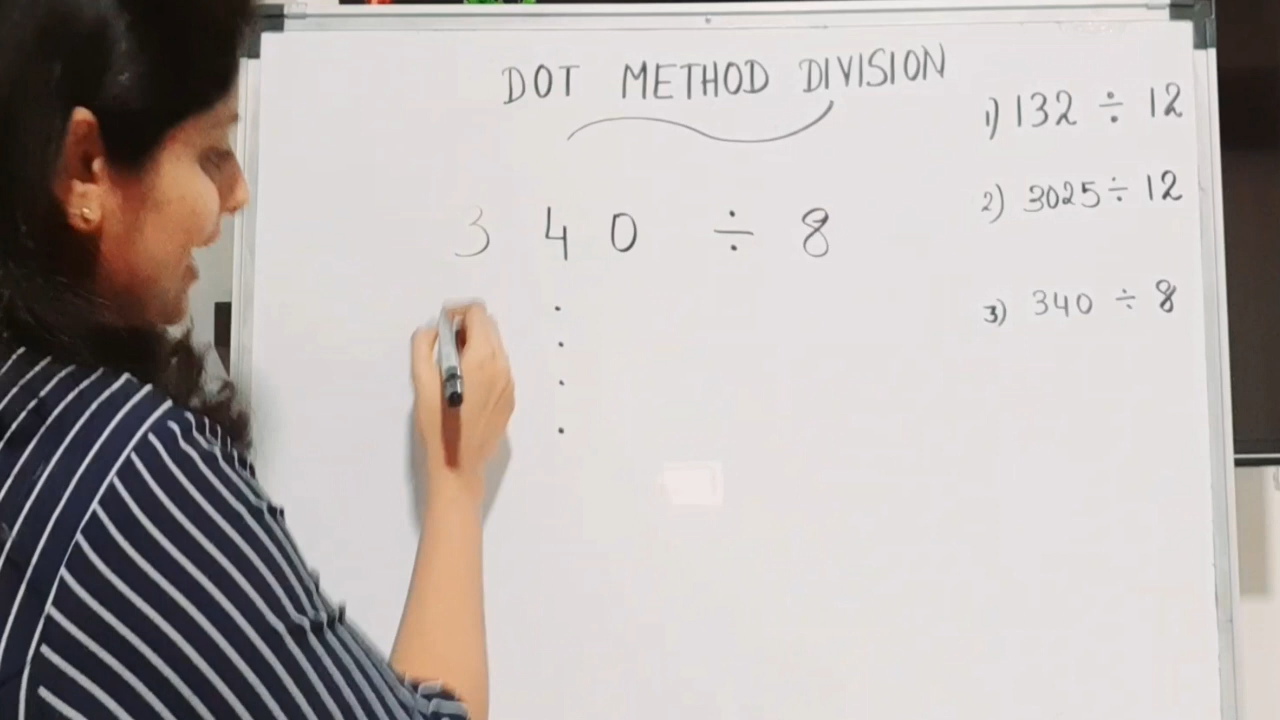 DOT METHOD DIVISION
3 4 0 ÷ 8
1) 132 ÷ 12
2) 3025 ÷ 12
3) 340 ÷ 8